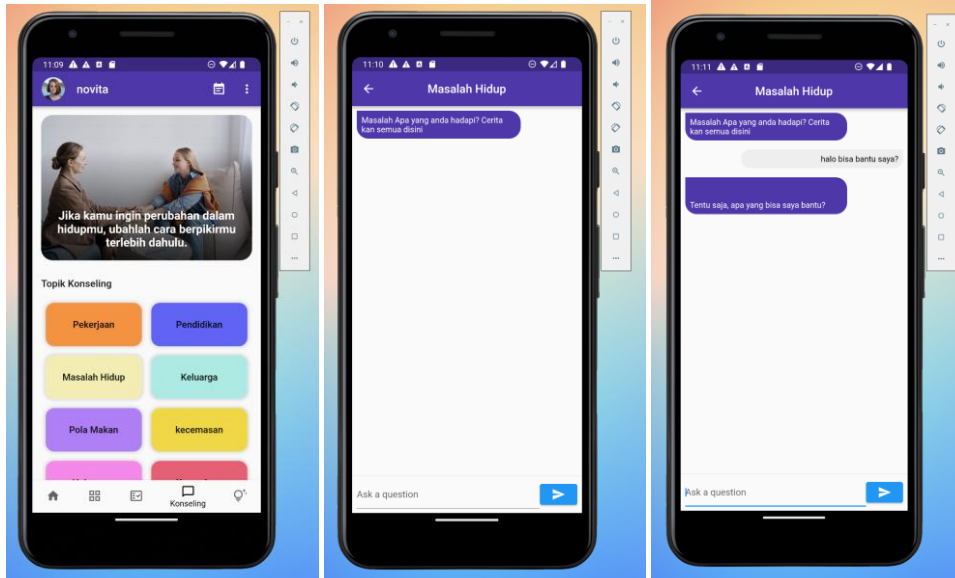 11:09
novita
Jika kamu ingin perubahan dalam
hidupmu, ubahlah cara berpikirmu
terlebih dahulu.
Topik Konseling
Pekerjaan
Pendidikan
Masalah Hidup
Keluarga
Pola Makan
kecemasan
Konseling
11:10
Masalah Hidup
Masalah Apa yang anda hadapi? Cerita
kan semua disini
Ask a question
11:11
Masalah Hidup
Masalah Apa yang anda hadapi? Cerita
kan semua disini
halo bisa bantu saya?
Tentu saja, apa yang bisa saya bantu?
Ask a question